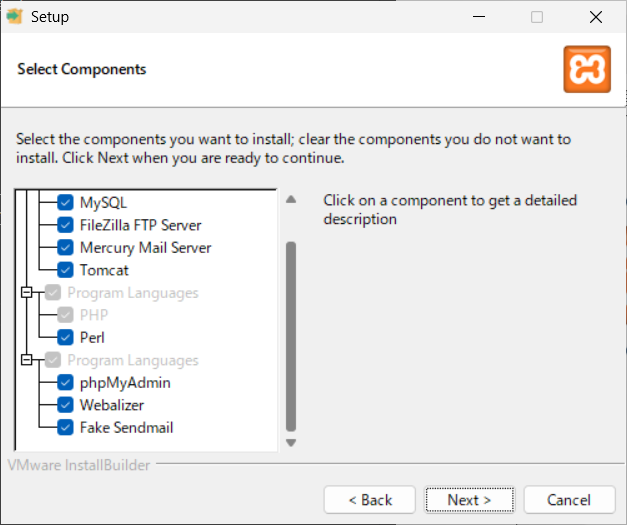 Setup
Select Components
Select the components you want to install; clear the components you do not want to
install. Click Next when you are ready to continue.
MySQL
FileZilla FTP Server
Mercury Mail Server
Tomcat
Program Languages
PHP
Perl
Program Languages
phpMyAdmin
Webalizer
Fake Sendmail
Click on a component to get a detailed
description
VMware InstallBuilder
< Back
Next >
Cancel